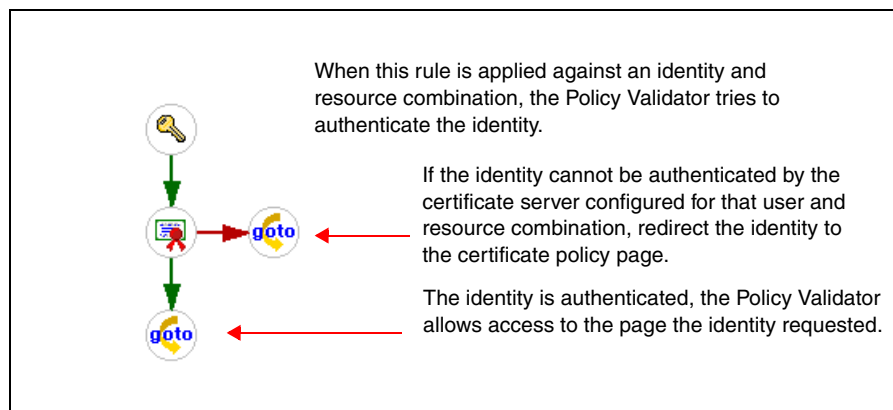 When this rule is applied against an identity and
resource combination, the Policy Validator tries to
authenticate the identity.
If the identity cannot be authenticated by the
certificate server configured for that user and
resource combination, redirect the identity to
the certificate policy page.
goto
The identity is authenticated, the Policy Validator
allows access to the page the identity requested.
goto